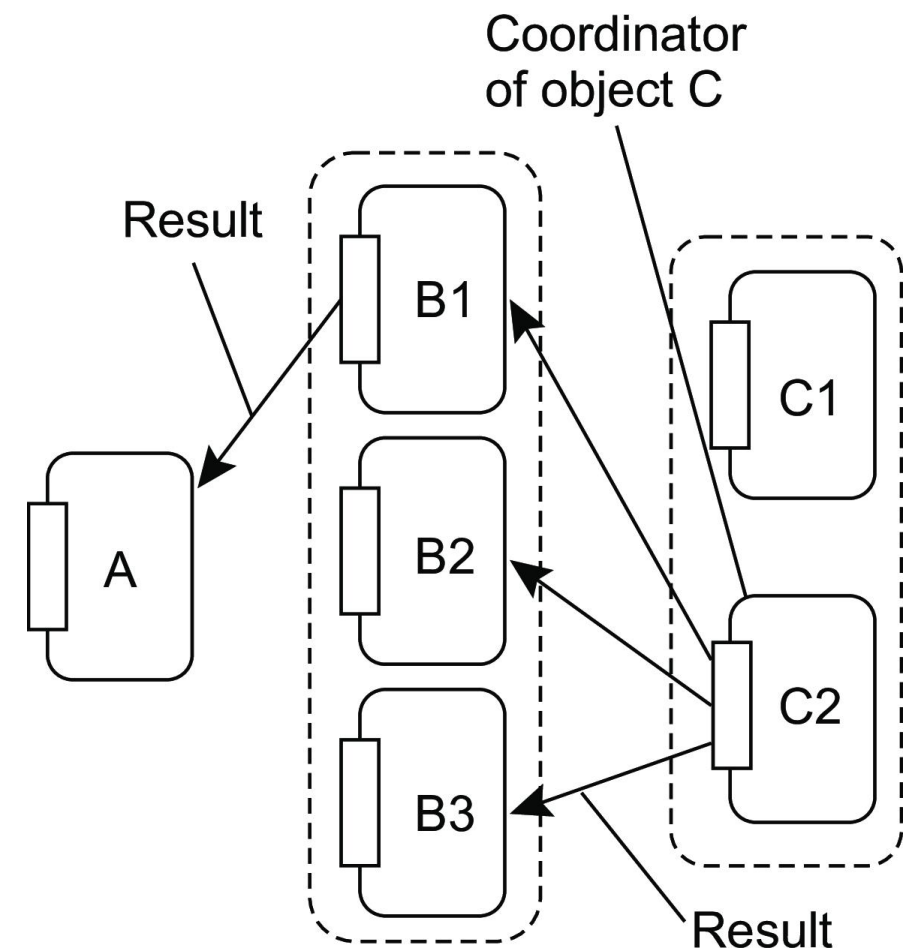 Coordinator
of object C
Result
B1
C1
B2
A
C2
B3
Result